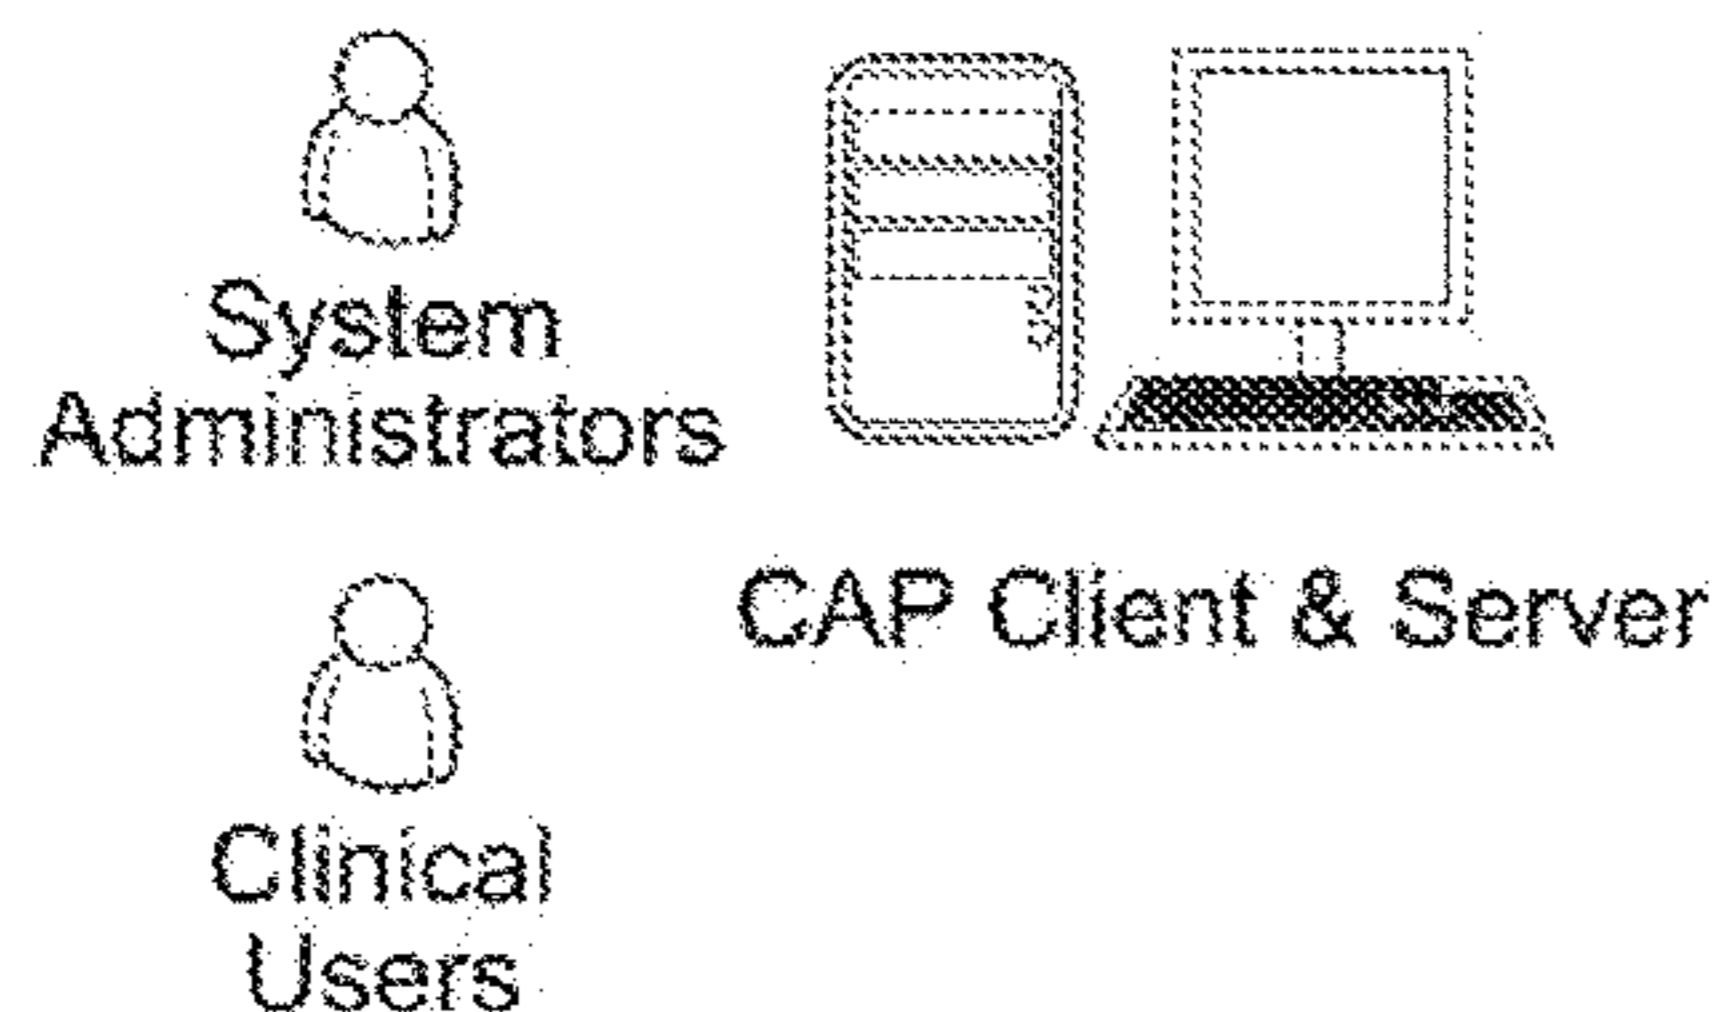 System
Administrators
CAP Client & Server
Clinical
Users